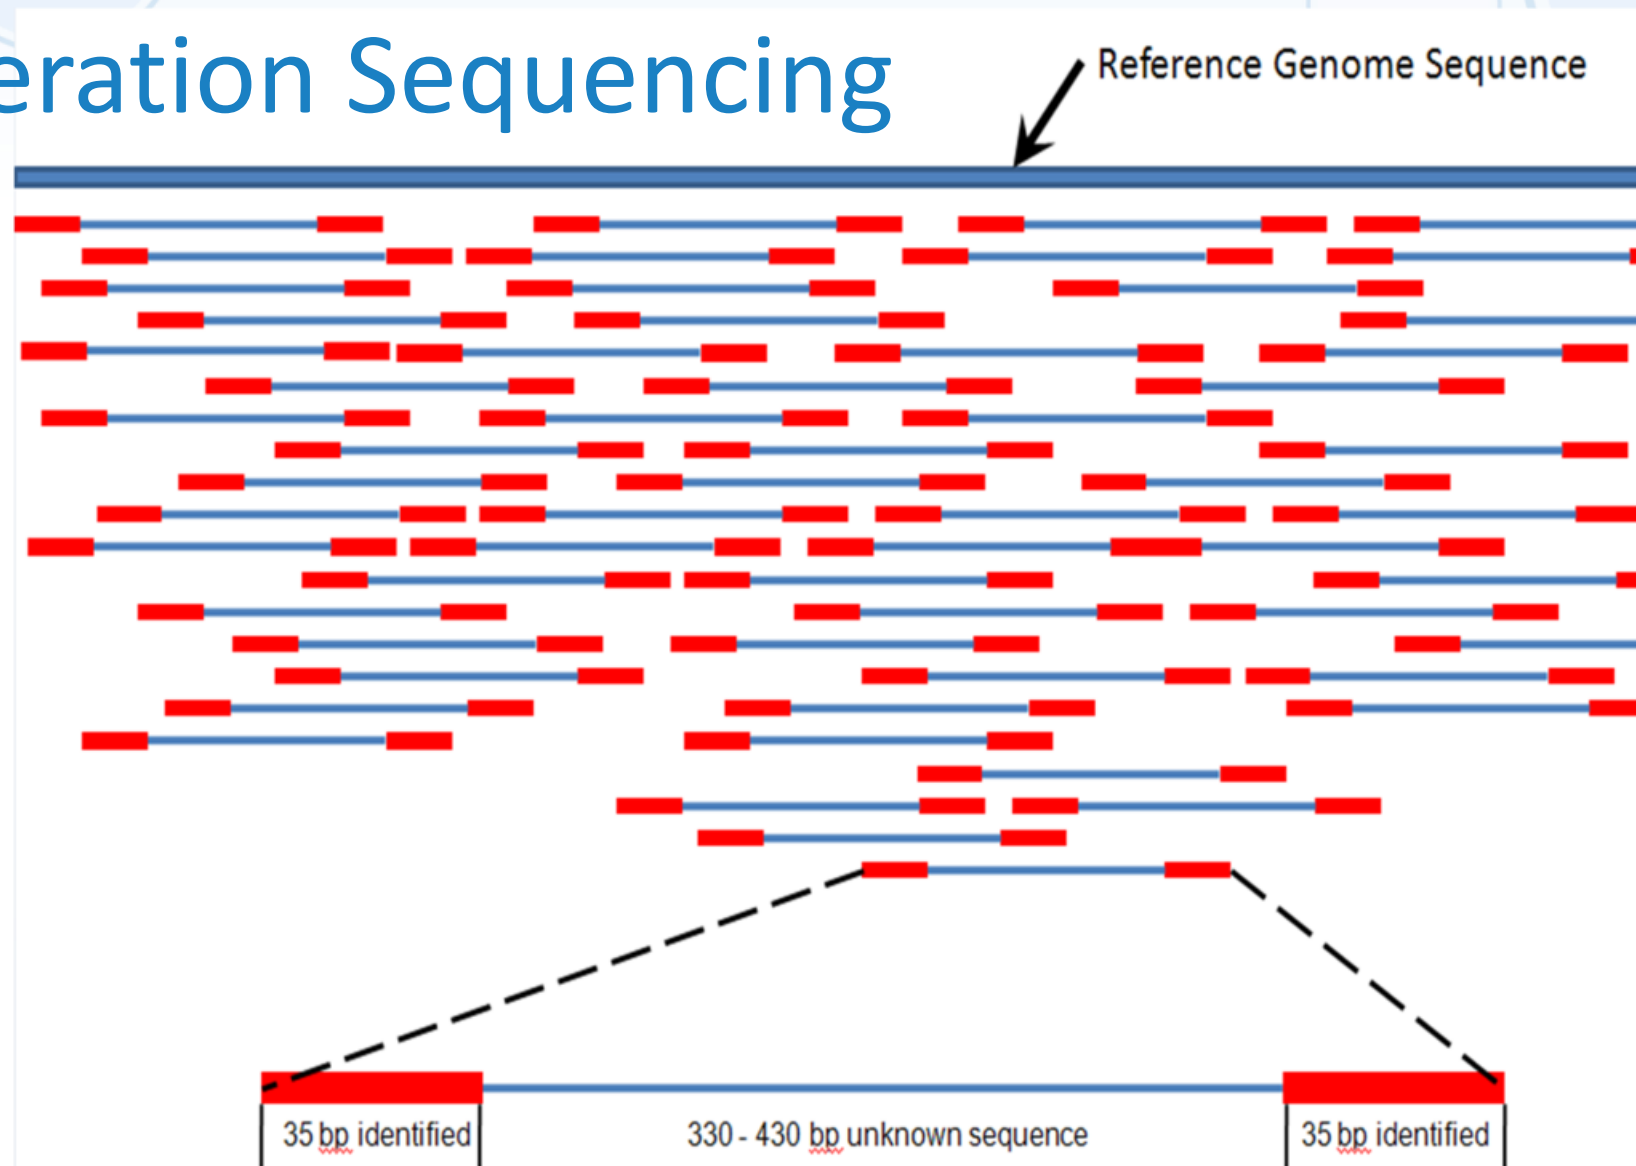 eration Sequencing
Reference Genome Sequence
35 bp identified
330 - 430 bp unknown sequence
35 bp identified